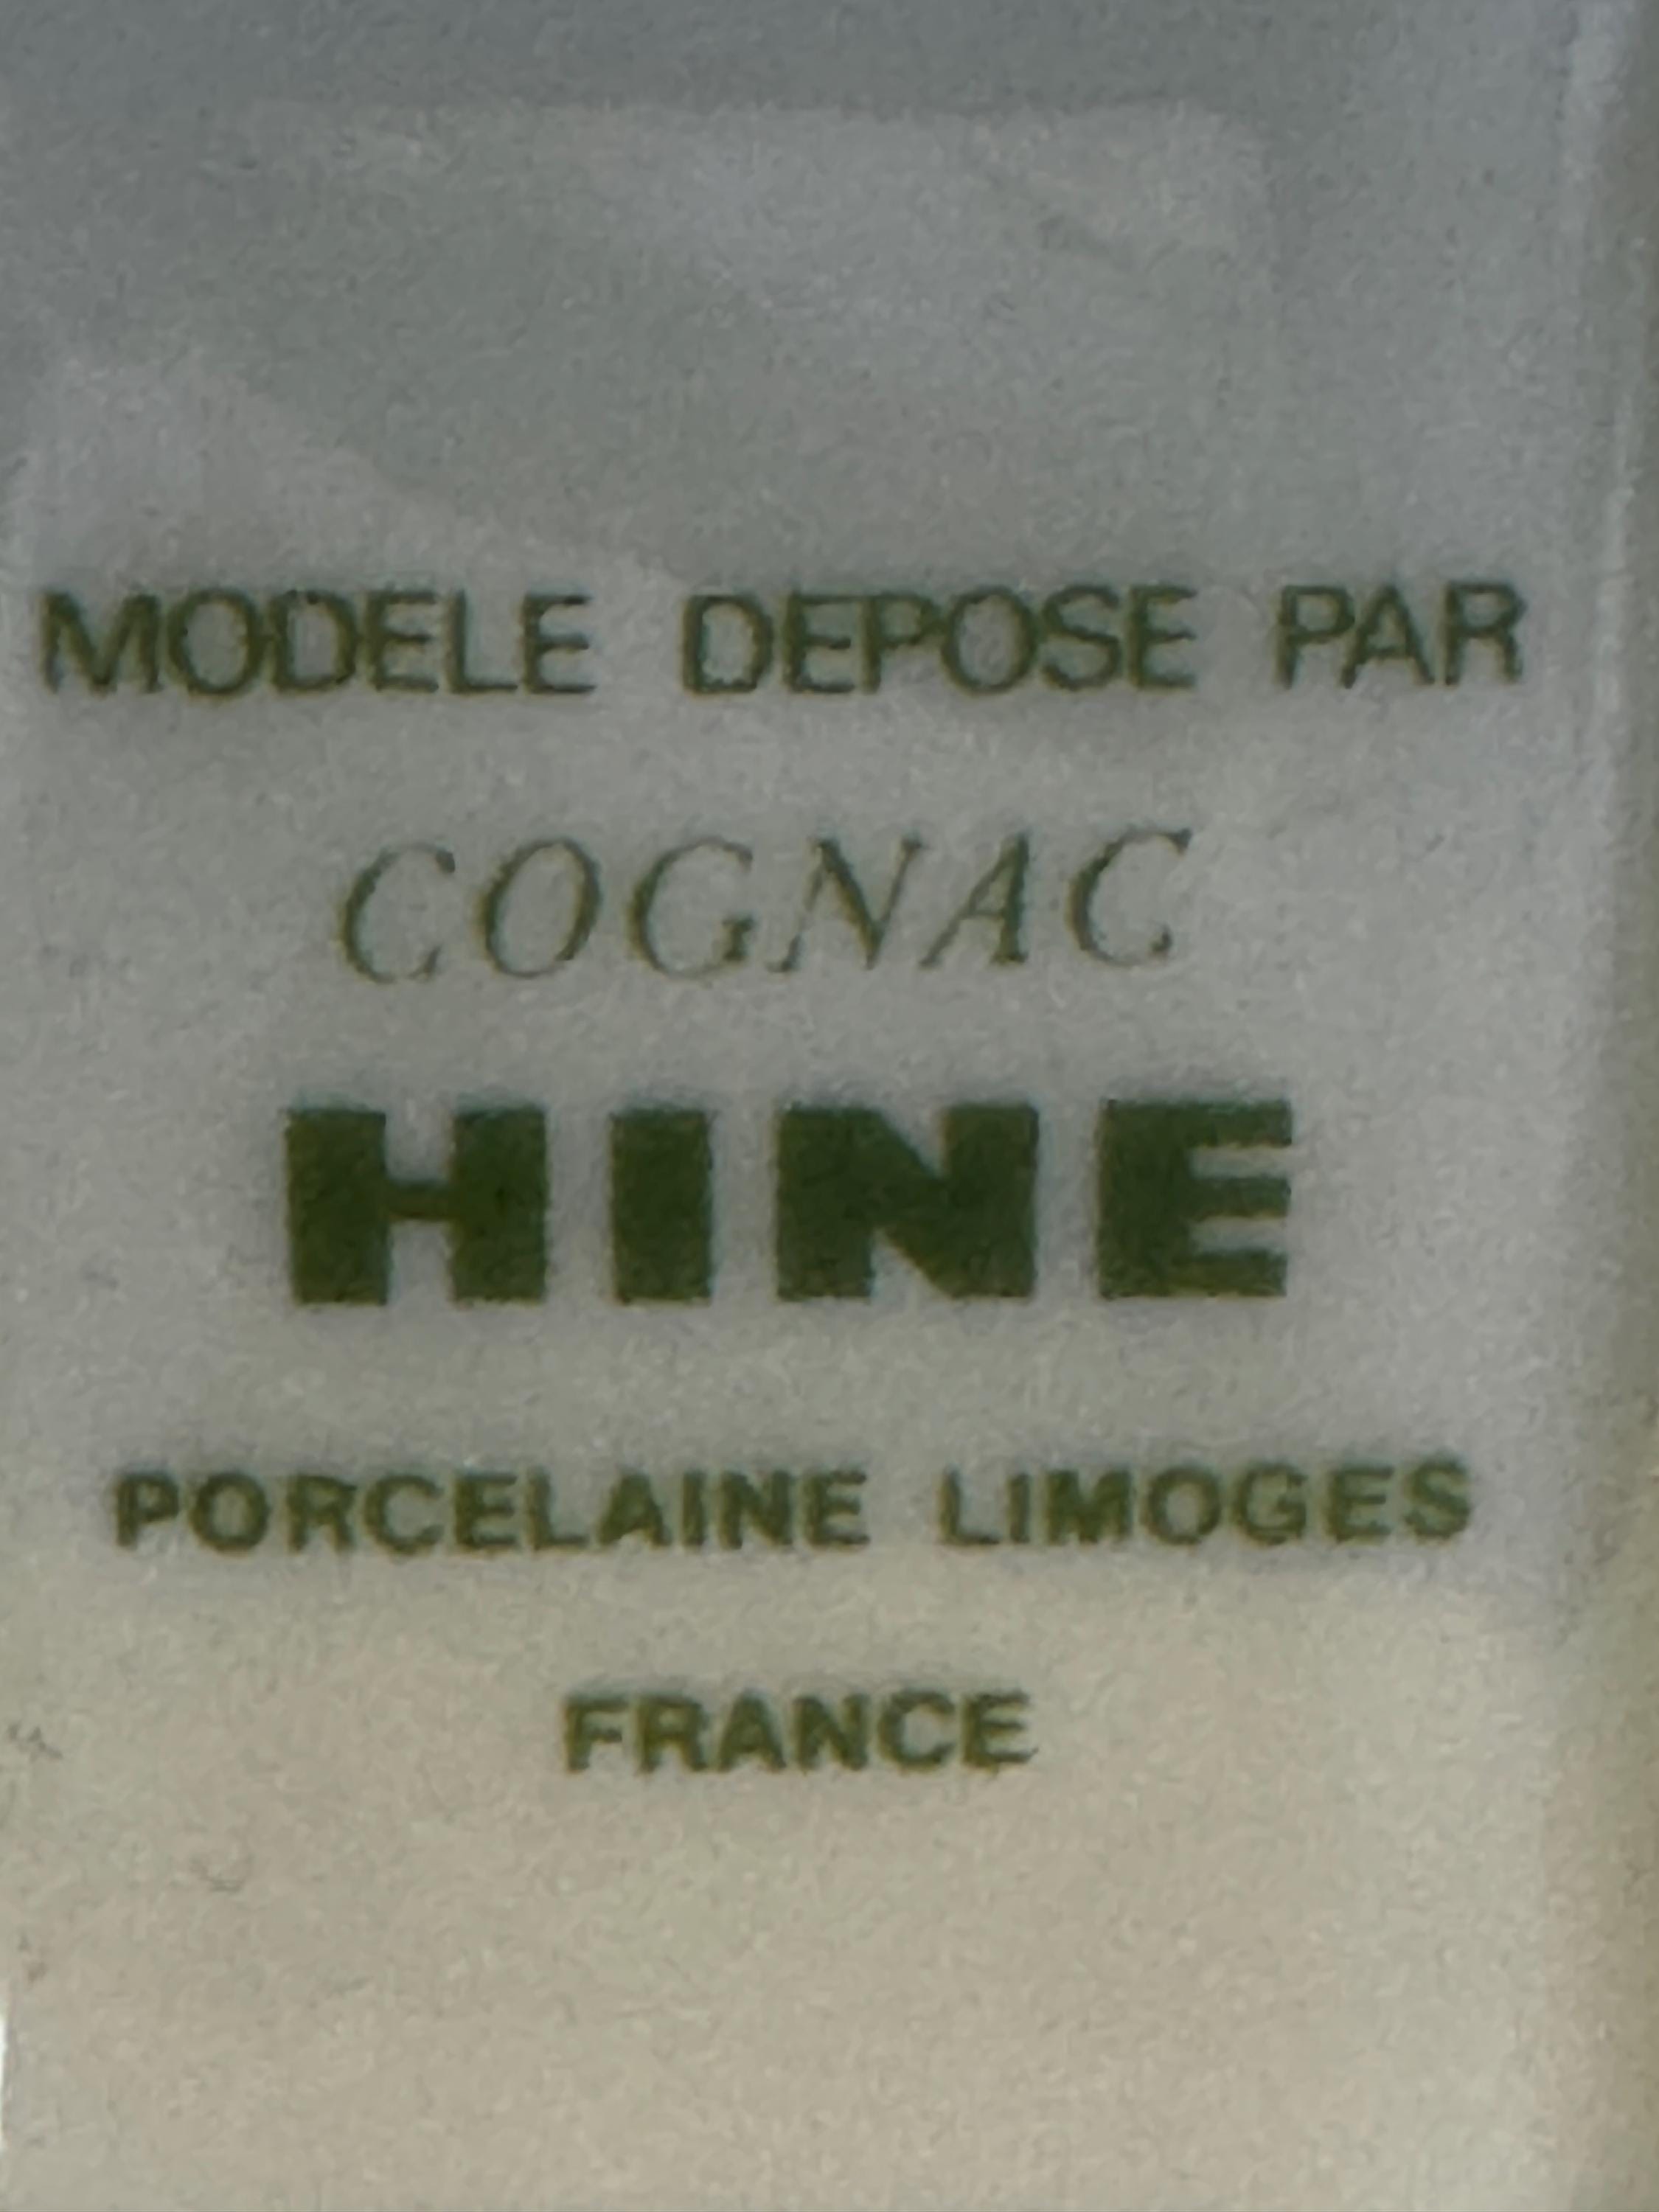 MODELE DEPOSE PAR
COGNAC
HINE
PORCELAINE LIMOGES
FRANCE